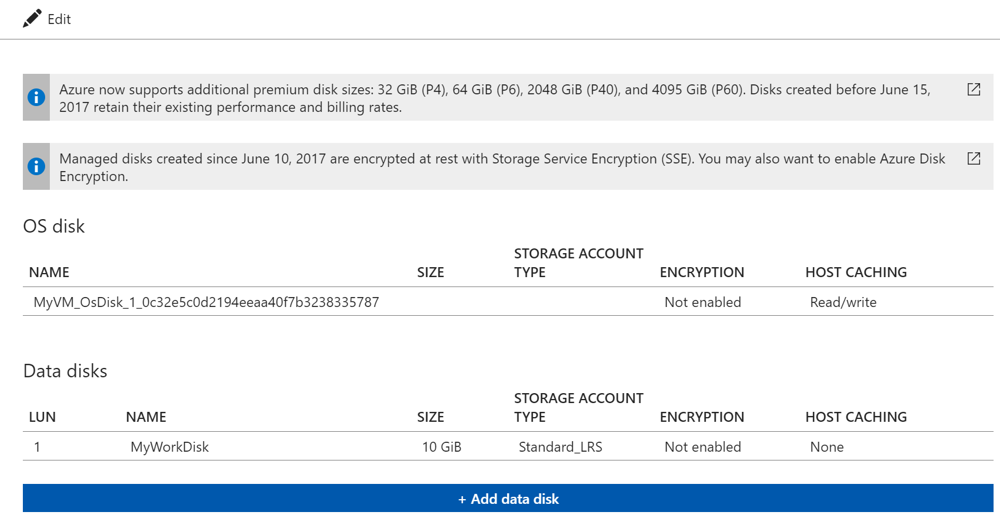 Edit
Azure now supports additional premium disk sizes: 32 GiB (P4), 64 GiB (P6), 2048 GiB (P40), and 4095 GiB (P60). Disks created before June 15,
2017 retain their existing performance and billing rates.
Managed disks created since June 10, 2017 are encrypted at rest with Storage Service Encryption (SSE). You may also want to enable Azure Disk
Encryption.
OS disk
STORAGE ACCOUNT
NAME SIZE TYPE ENCRYPTION HOST CACHING
MyVM_OsDisk_1_0c32e5c0d2194eeaa40f7b3238335787 Not enabled Read/write
Data disks
STORAGE ACCOUNT
LUN NAME SIZE TYPE ENCRYPTION HOST CACHING
1 MyWorkDisk 10 GiB Standard_LRS Not enabled None
+ Add data disk